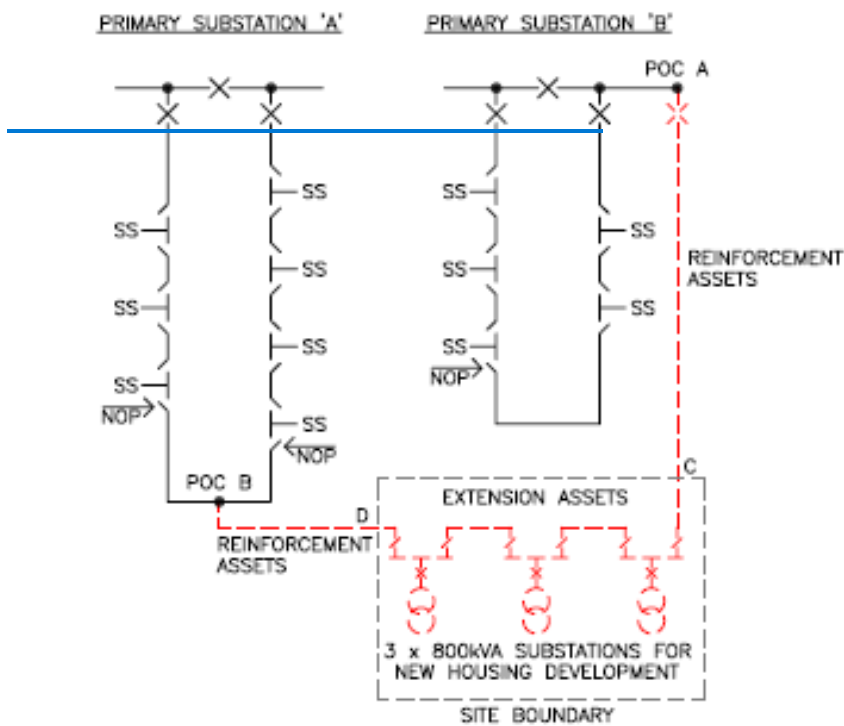 PRIMARY SUBSTATION 'A'
PRIMARY SUBSTATION 'B'
POC A
SS
SS
SS
SS
SS
SS
SS
SS
SS
SS
SS
SS
REINFORCEMENT
ASSETS
NOP
NOP
NOP
POC B
C
EXTENSION ASSETS
D
REINFORCEMENT
ASSETS
3 x 800kVA SUBSTATIONS FOR
NEW HOUSING DEVELOPMENT
SITE BOUNDARY